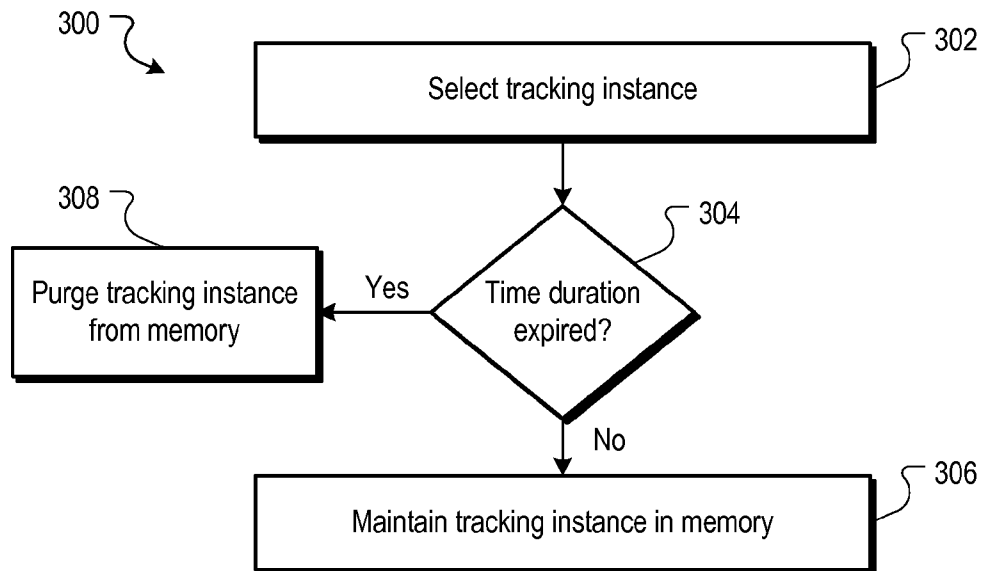 300
302
Select tracking instance
308
304
Purge tracking instance
from memory
Yes
Time duration
expired?
No
306
Maintain tracking instance in memory